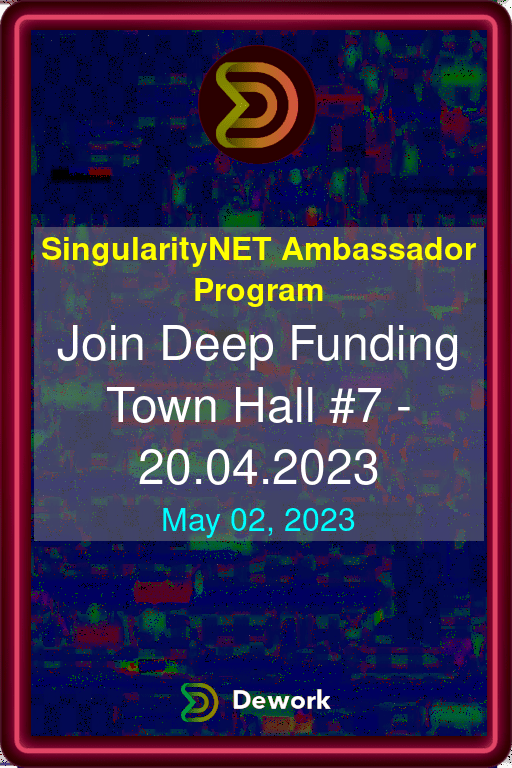 SingularityNET Ambassador
Program
Join Deep Funding
Town Hall #7 -
20.04.2023
May 02, 2023
Dework